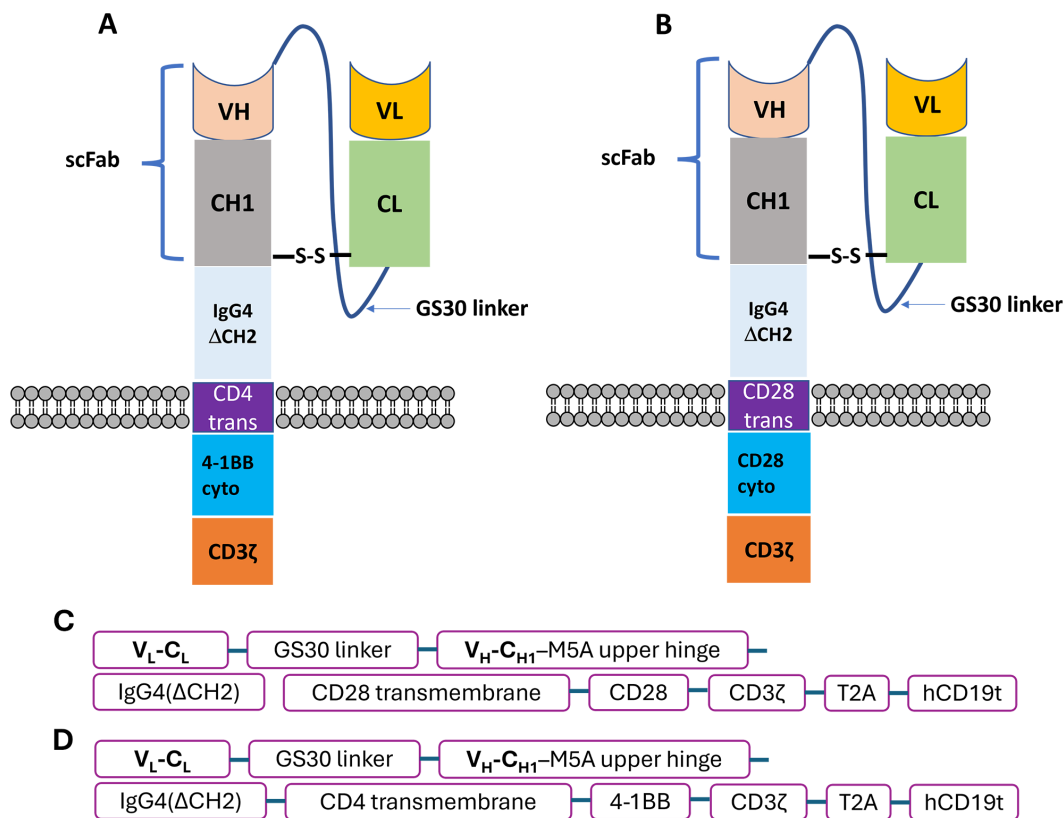 A
VH
VL
scFab
CH1
CL
S-S
IgG4
ΔCH2
GS30 linker
CD4
trans
4-1BB
cyto
CD3ζ
B
VH
VL
scFab
CH1
CL
S-S
IgG4
ΔCH2
GS30 linker
CD28
trans
CD28
cyto
CD3ζ
C
VL-CL GS30 linker VH-CH1–M5A upper hinge
IgG4(ΔCH2) CD28 transmembrane CD28 CD3ζ T2A hCD19t
D
VL-CL GS30 linker VH-CH1–M5A upper hinge
IgG4(ΔCH2) CD4 transmembrane 4-1BB CD3ζ T2A hCD19t